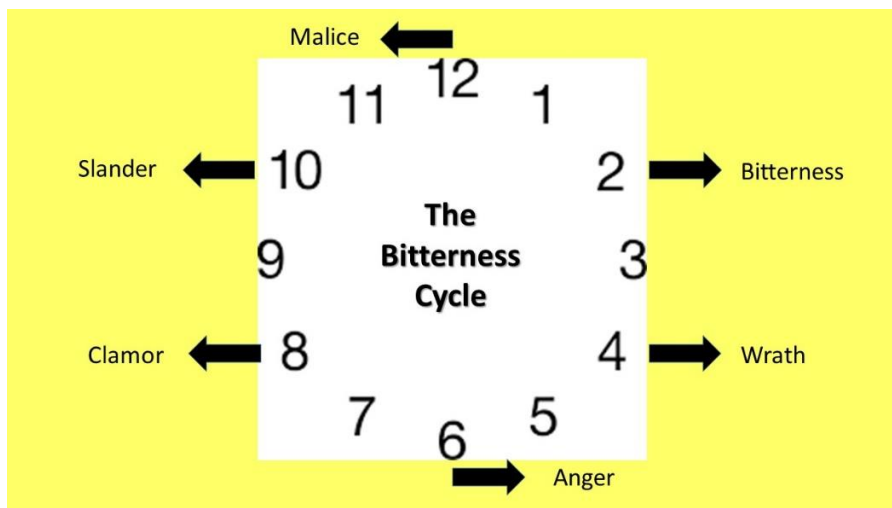 Malice
12
11
1
Slander
10
2
Bitterness
The
Bitterness
Cycle
9
3
Clamor
8
4
Wrath
7
5
6
Anger